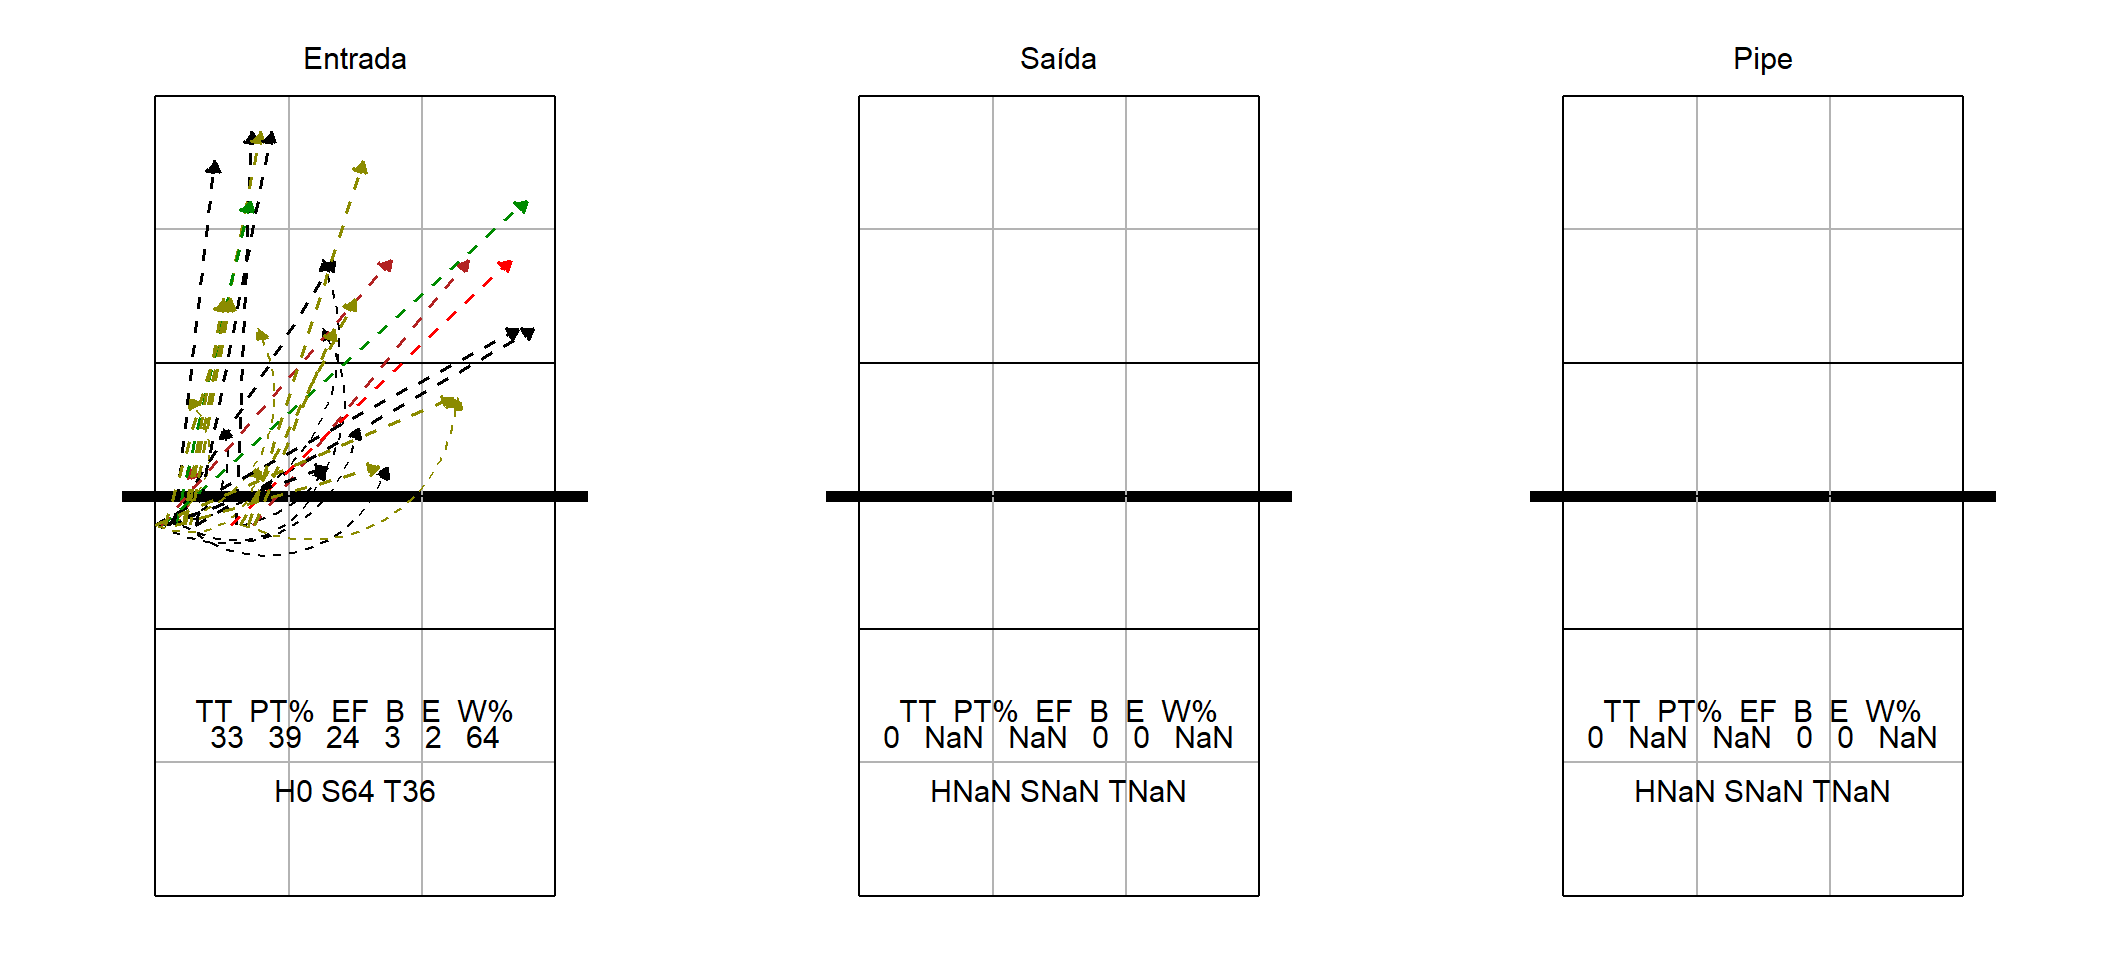 Entrada
TT PT% EF B E W%
33 39 24 3 2 64
H0 S64 T36
Saída
TT PT% EF B E W%
0 NaN NaN 0 0 NaN
HNaN SNaN TNaN
Pipe
TT PT% EF B E W%
0 NaN NaN 0 0 NaN
HNaN SNaN TNaN